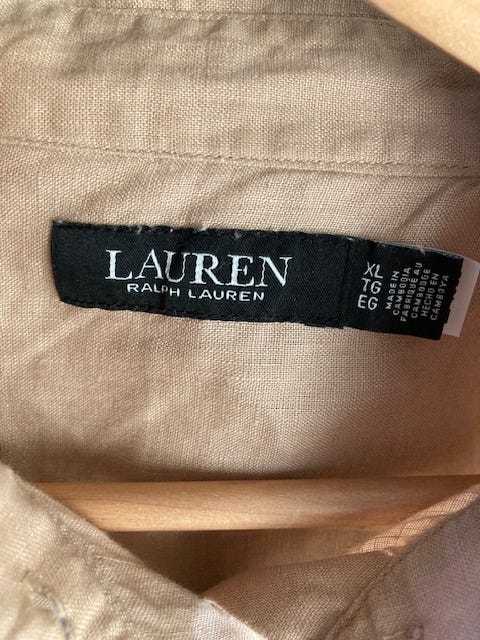 LAUREN
RALPH LAUREN
XL
TG
EG
MADE IN
CAMBODIA
FABRIQUÉ AU
CAMBODGE
HECHO EN
CAMBOYA